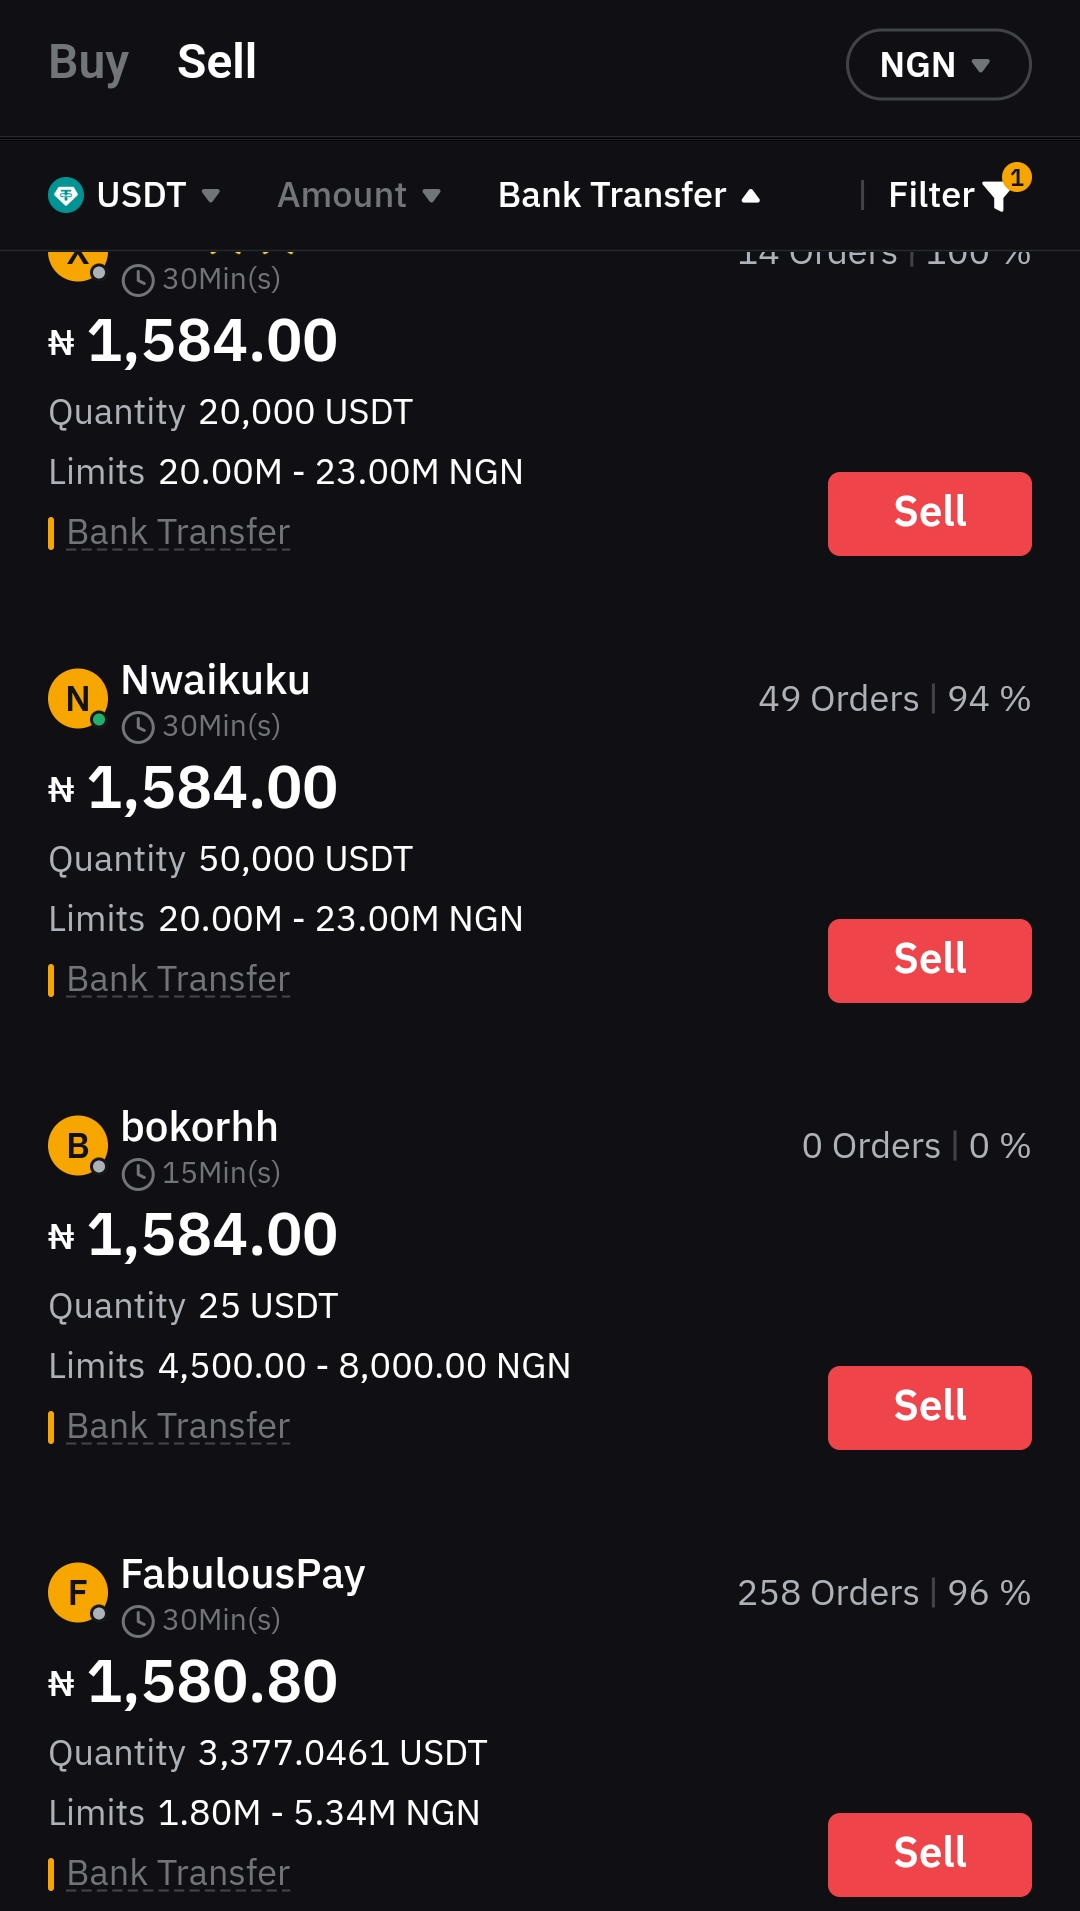 Buy Sell NGN
USDT Amount Bank Transfer | Filter 1
X 14 Orders | 100 %
30Min(s)
₦ 1,584.00
Quantity 20,000 USDT
Limits 20.00M - 23.00M NGN
Bank Transfer
Sell
N Nwaikuku 49 Orders | 94 %
30Min(s)
₦ 1,584.00
Quantity 50,000 USDT
Limits 20.00M - 23.00M NGN
Bank Transfer
Sell
B bokorhh 0 Orders | 0 %
15Min(s)
₦ 1,584.00
Quantity 25 USDT
Limits 4,500.00 - 8,000.00 NGN
Bank Transfer
Sell
F FabulousPay 258 Orders | 96 %
30Min(s)
₦ 1,580.80
Quantity 3,377.0461 USDT
Limits 1.80M - 5.34M NGN
Bank Transfer
Sell